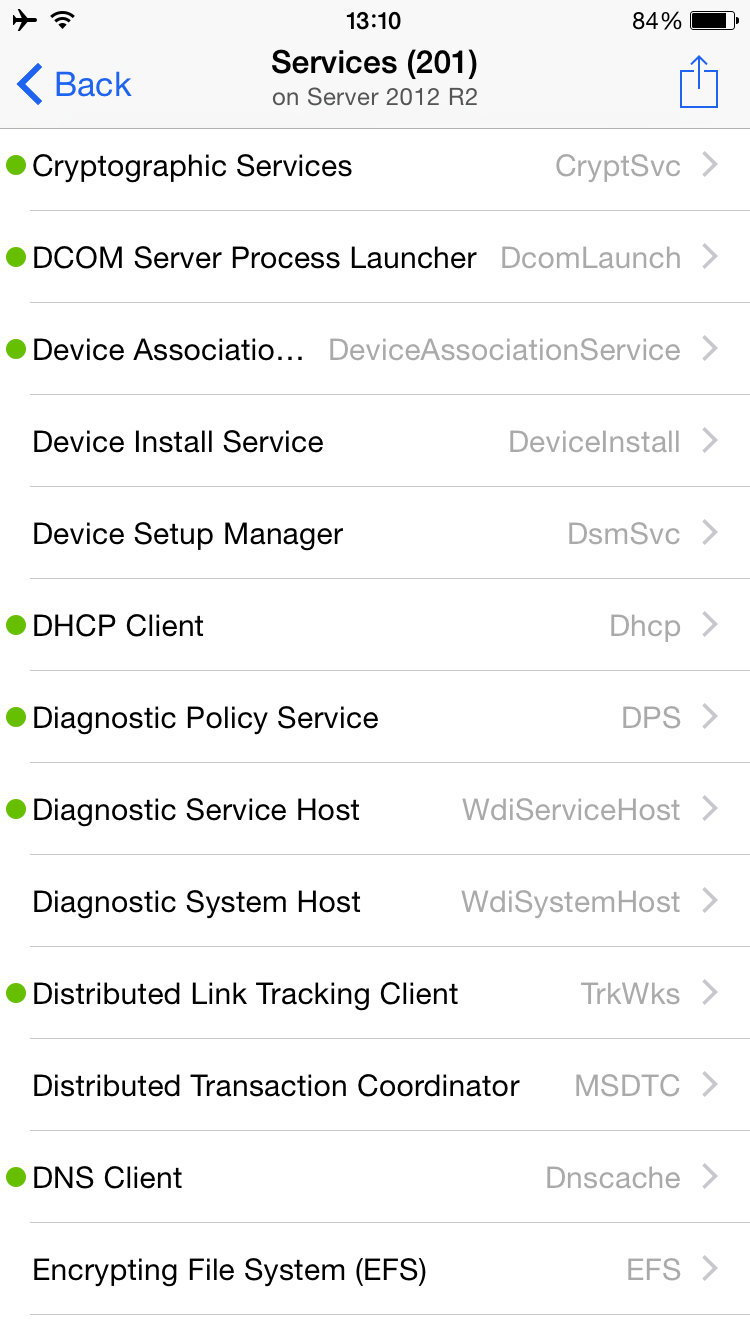 13:10 84%
Back Services (201)
on Server 2012 R2
Cryptographic Services CryptSvc
DCOM Server Process Launcher DcomLaunch
Device Associatio… DeviceAssociationService
Device Install Service DeviceInstall
Device Setup Manager DsmSvc
DHCP Client Dhcp
Diagnostic Policy Service DPS
Diagnostic Service Host WdiServiceHost
Diagnostic System Host WdiSystemHost
Distributed Link Tracking Client TrkWks
Distributed Transaction Coordinator MSDTC
DNS Client Dnscache
Encrypting File System (EFS) EFS